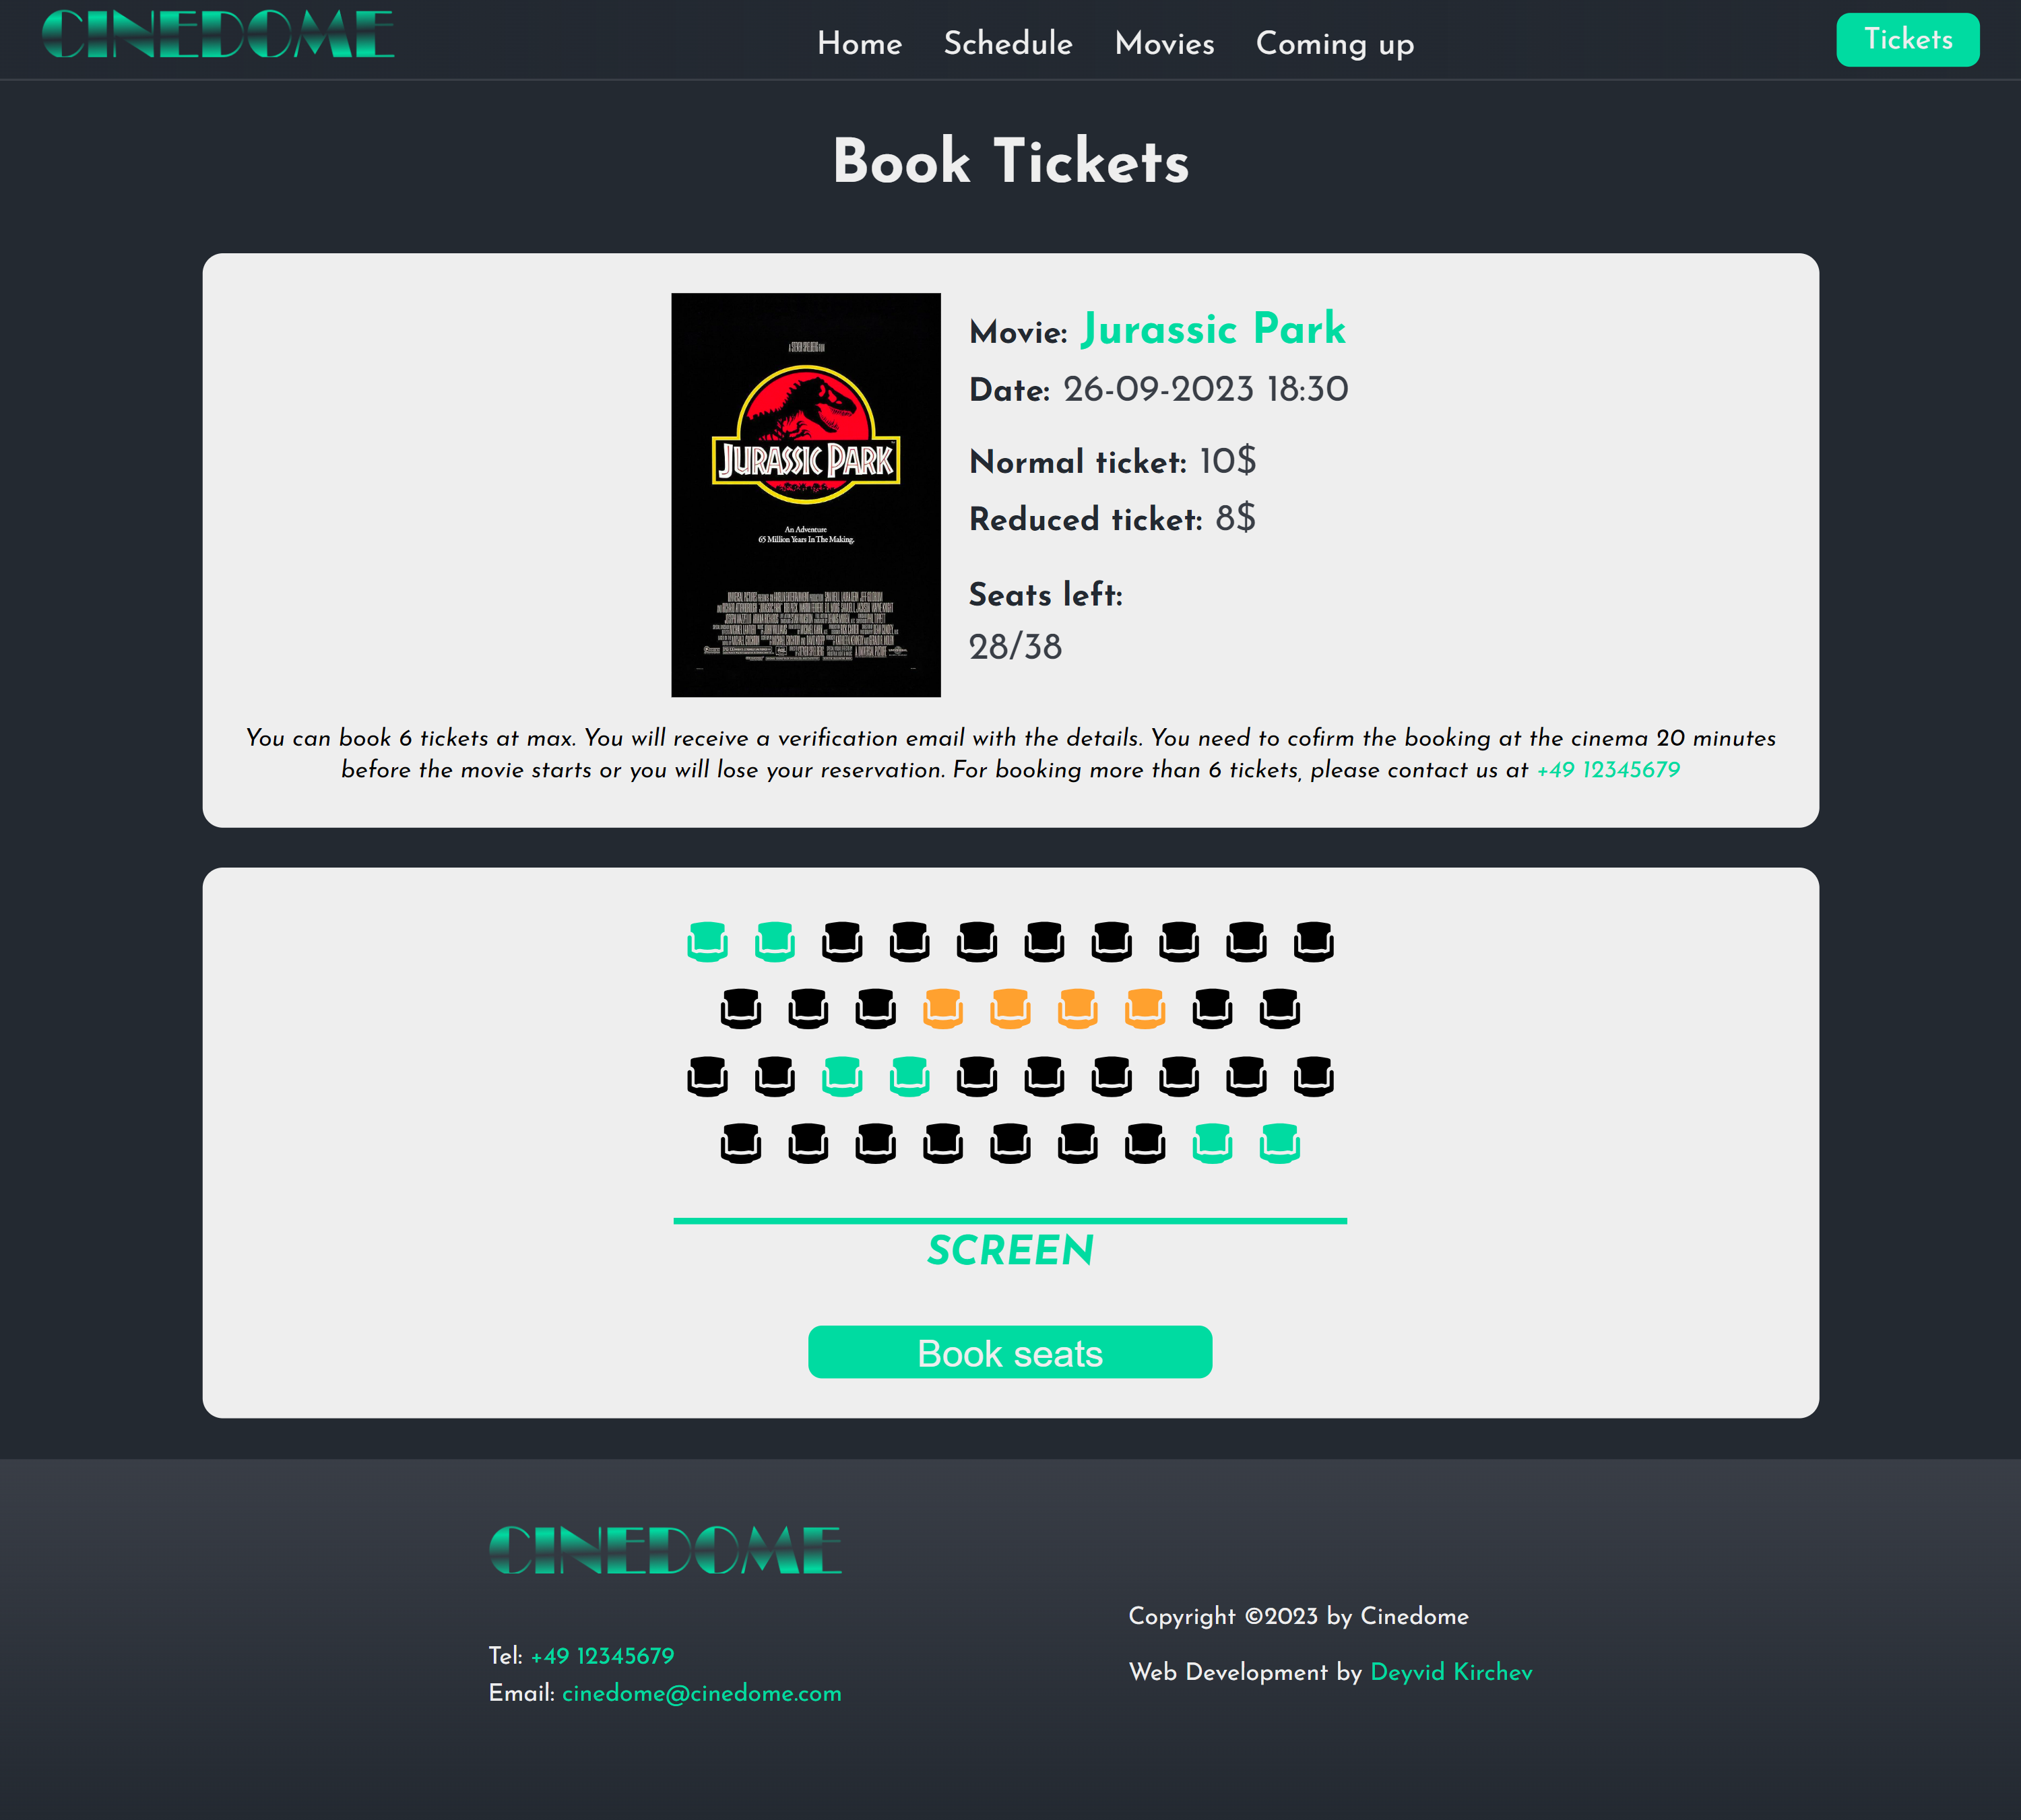 CINEDOME
Home Schedule Movies Coming up
Tickets
Book Tickets
JURASSIC PARK
An Adventure
65 Million Years In The Making.
Movie: Jurassic Park
Date: 26-09-2023 18:30
Normal ticket: 10$
Reduced ticket: 8$
Seats left:
28/38
You can book 6 tickets at max. You will receive a verification email with the details. You need to cofirm the booking at the cinema 20 minutes
before the movie starts or you will lose your reservation. For booking more than 6 tickets, please contact us at +49 12345679
SCREEN
Book seats
CINEDOME
Tel: +49 12345679
Email: cinedome@cinedome.com
Copyright ©2023 by Cinedome
Web Development by Deyvid Kirchev